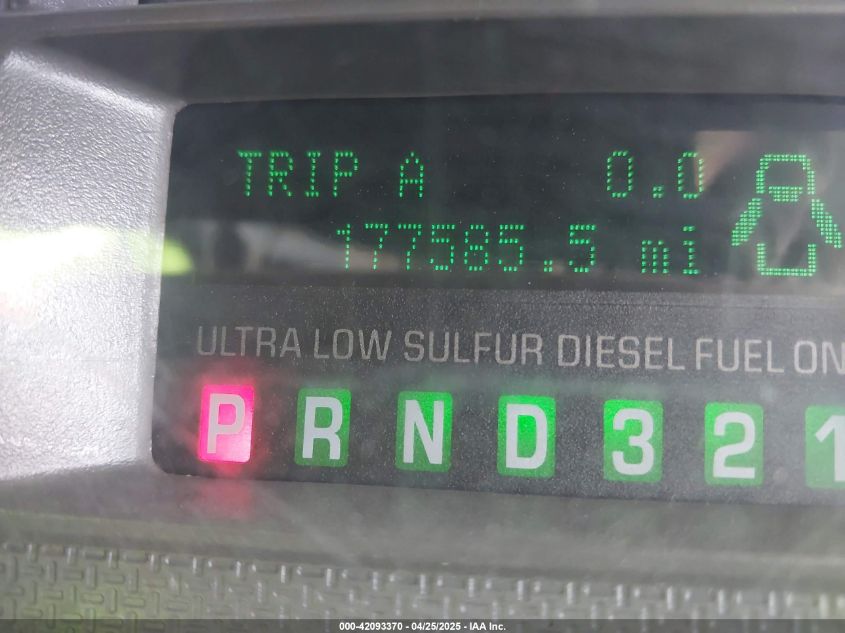 TRIP A 0.0
177585.5 mi
ULTRA LOW SULFUR DIESEL FUEL ON
P R N D 3 2 1
000-42093370 - 04/25/2025 - IAA Inc.